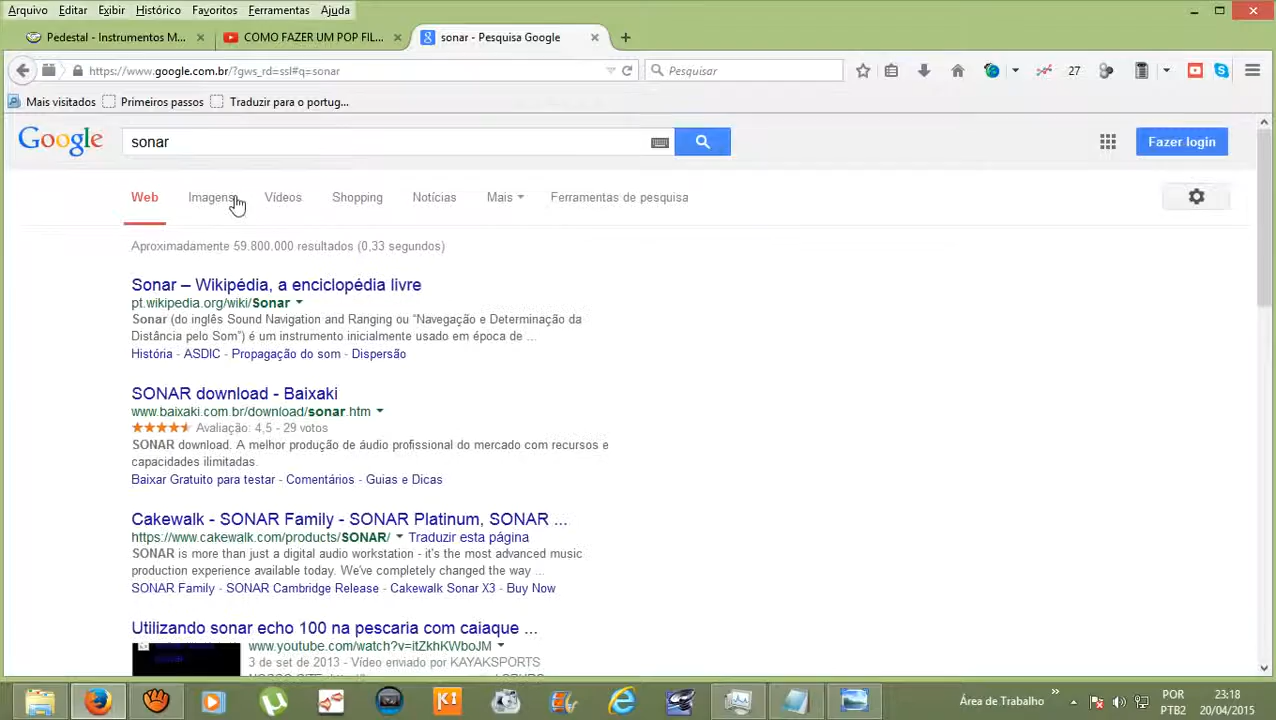 Arquivo Editar Exibir Histórico Favoritos Ferramentas Ajuda
Pedestal - Instrumentos M... COMO FAZER UM POP FIL... sonar - Pesquisa Google
https://www.google.com.br/?gws_rd=ssl#q=sonar Pesquisar 27
Mais visitados Primeiros passos Traduzir para o portug...
Google sonar Fazer login
Web Imagens Vídeos Shopping Notícias Mais Ferramentas de pesquisa
Aproximadamente 59.800.000 resultados (0,33 segundos)
Sonar – Wikipédia, a enciclopédia livre
pt.wikipedia.org/wiki/Sonar
Sonar (do inglês Sound Navigation and Ranging ou “Navegação e Determinação da
Distância pelo Som”) é um instrumento inicialmente usado em época de ...
História - ASDIC - Propagação do som - Dispersão
SONAR download - Baixaki
www.baixaki.com.br/download/sonar.htm
Avaliação: 4,5 - 29 votos
SONAR download. A melhor produção de áudio profissional do mercado com recursos e
capacidades ilimitadas.
Baixar Gratuito para testar - Comentários - Guias e Dicas
Cakewalk - SONAR Family - SONAR Platinum, SONAR ...
https://www.cakewalk.com/products/SONAR/ Traduzir esta página
SONAR is more than just a digital audio workstation - it's the most advanced music
production experience available today. We've completely changed the way ...
SONAR Family - SONAR Cambridge Release - Cakewalk Sonar X3 - Buy Now
Utilizando sonar echo 100 na pescaria com caiaque ...
www.youtube.com/watch?v=itZkhKWboJM
3 de set de 2013 - Vídeo enviado por KAYAKSPORTS
K1 Área de Trabalho POR 23:18
PTB2 20/04/2015